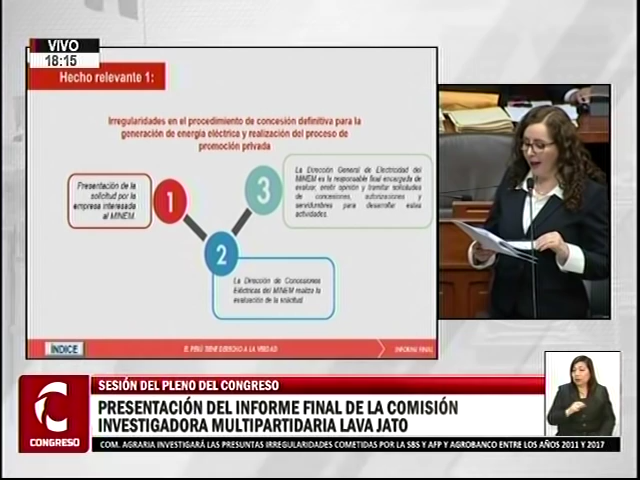 VIVO
18:15
Hecho relevante 1:
Irregularidades en el procedimiento de concesión definitiva para la
generación de energía eléctrica y realización del proceso de
promoción privada
Presentación de la
solicitud por la
empresa interesada
al MINEM.
1
2
3
La Dirección General de Electricidad del
MINEM es la responsable final encargada de
evaluar, emitir opinión y tramitar solicitudes
de concesiones, autorizaciones y
servidumbres para desarrollar estas
actividades.
La Dirección de Concesiones
Eléctricas del MINEM realiza la
evaluación de la solicitud.
ÍNDICE
EL PERÚ TIENE DERECHO A LA VERDAD
INFORME FINAL
CONGRESO
SESIÓN DEL PLENO DEL CONGRESO
PRESENTACIÓN DEL INFORME FINAL DE LA COMISIÓN
INVESTIGADORA MULTIPARTIDARIA LAVA JATO
COM. AGRARIA INVESTIGARÁ LAS PRESUNTAS IRREGULARIDADES COMETIDAS POR LA SBS Y AFP Y AGROBANCO ENTRE LOS AÑOS 2011 Y 2017